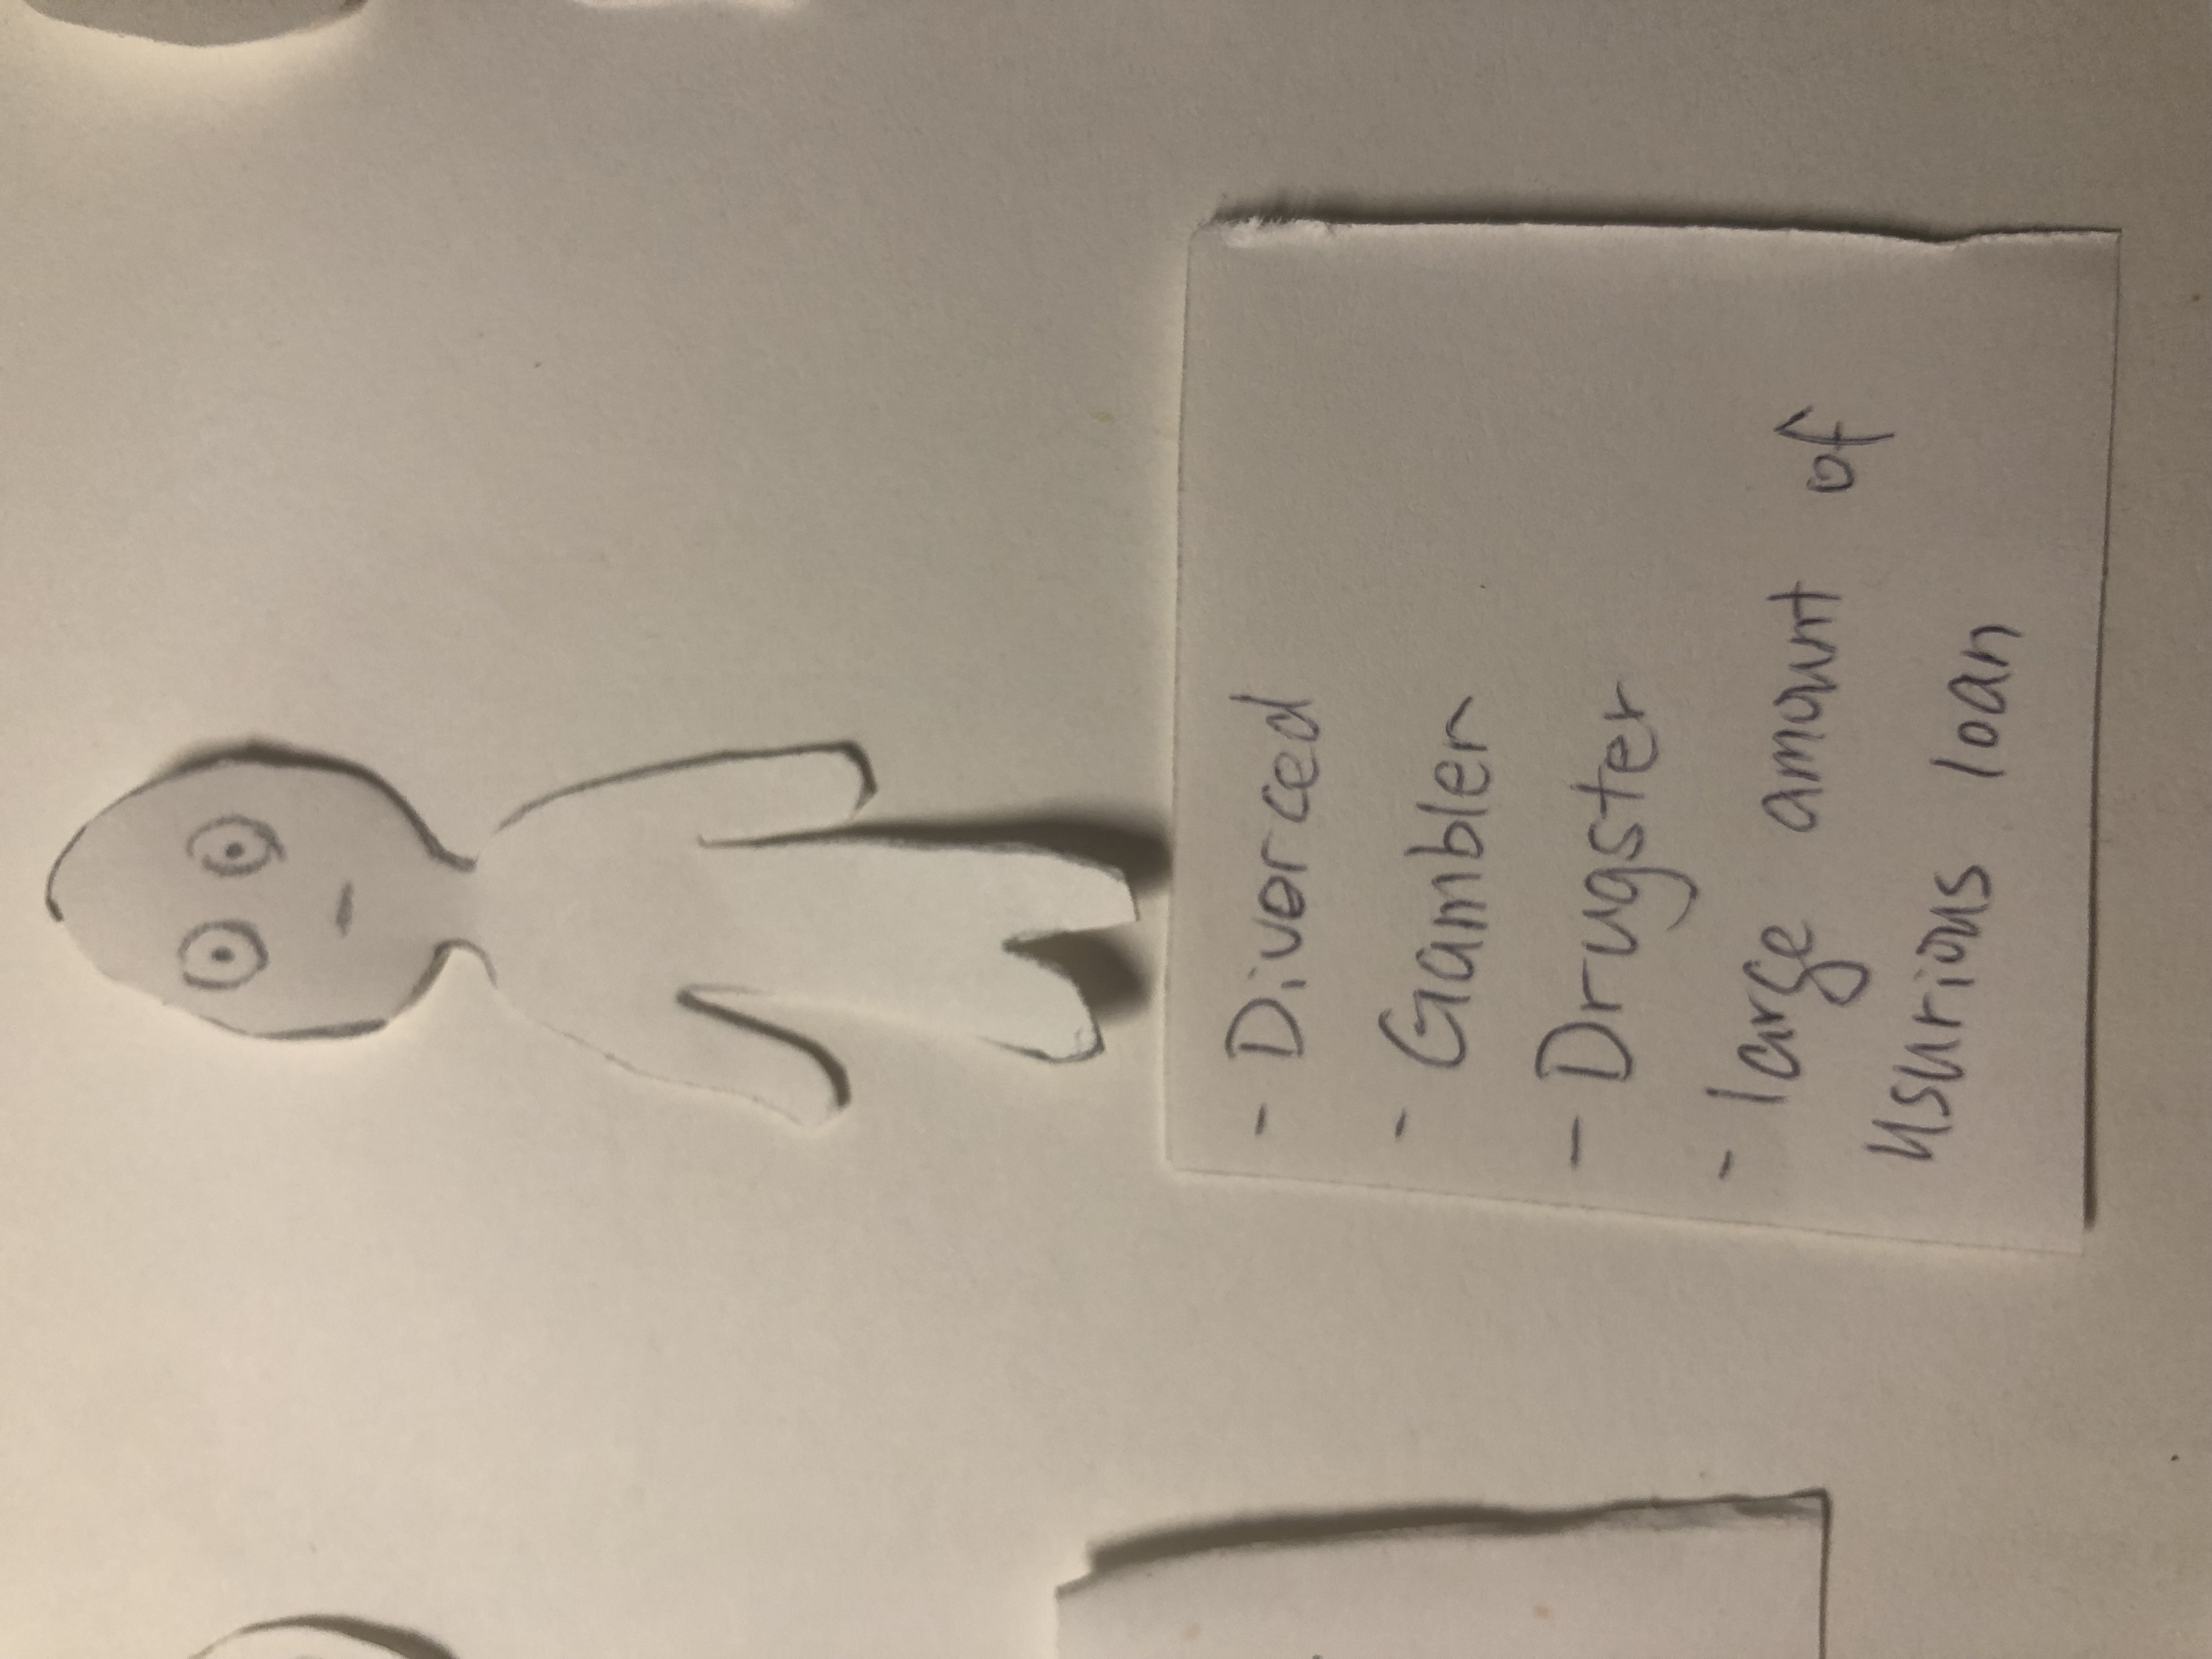 - Divorced
- Gambler
- Drugster
- large amount of
usurious loan